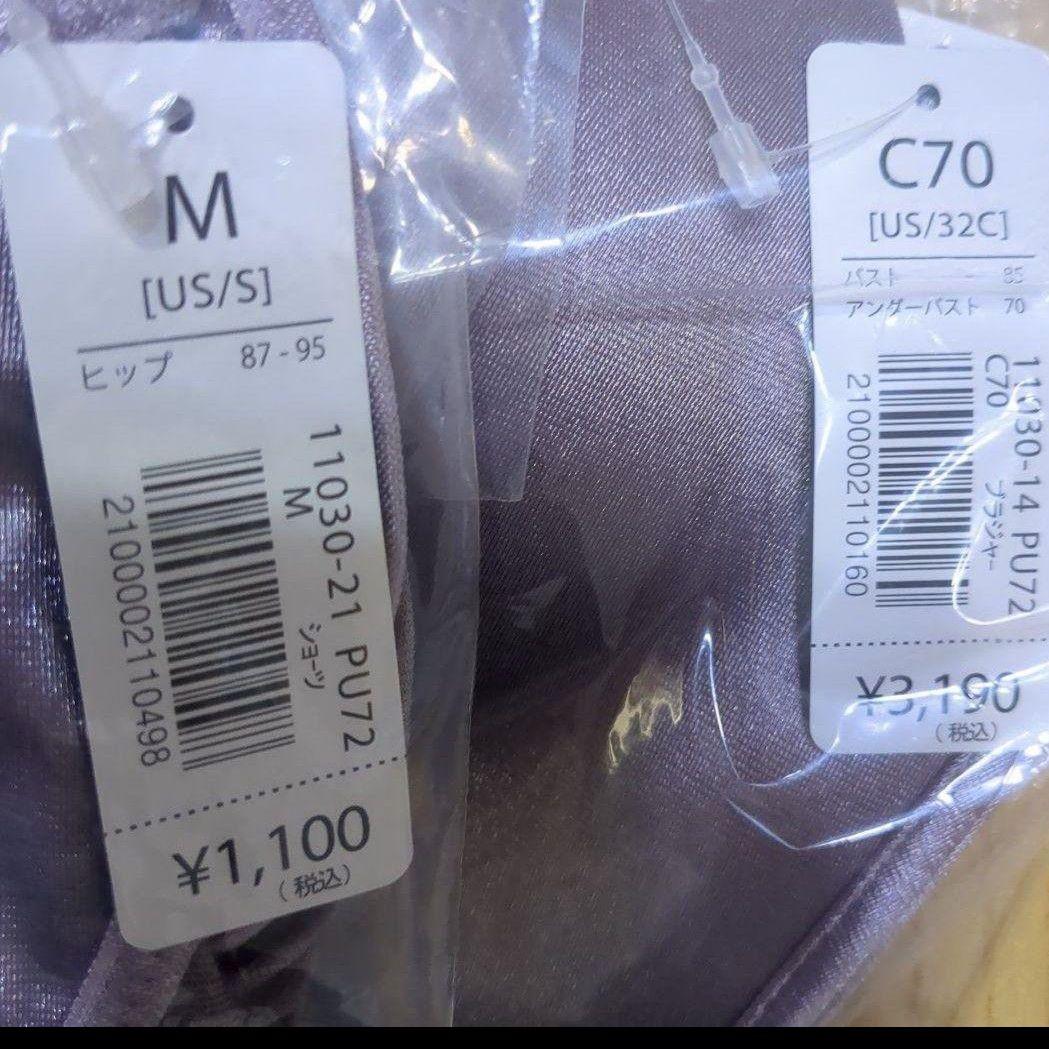 M
[US/S]
ヒップ 87 - 95
11030-21 PU72
M ショーツ
2100002110498
¥1,100
(税込)
C70
[US/32C]
バスト 85
アンダーバスト 70
11030-14 PU72
C70 ブラジャー
2100002110160
¥3,190
(税込)